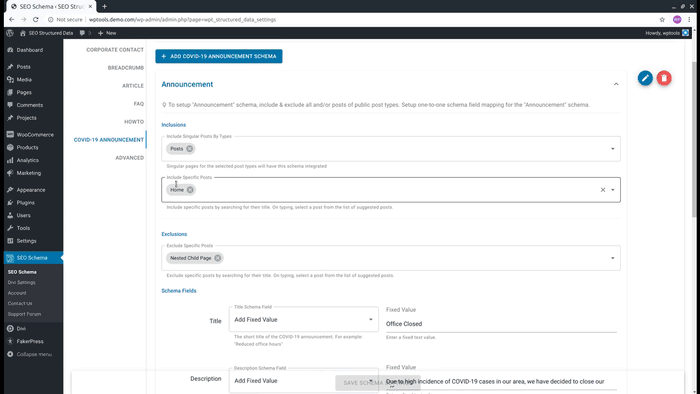 SEO Schema ‹ SEO Struc
wptools.demo.com/wp-admin/admin.php?page=wpt_structured_data_settings
Not secure
SEO Structured Data
+ New
Howdy, wptools
Dashboard
Posts
Media
Pages
Comments
Projects
WooCommerce
Products
Analytics
Marketing
Appearance
Plugins
Users
Tools
Settings
SEO Schema
SEO Schema
Divi Settings
Account
Contact Us
Support Forum
Divi
FakerPress
Collapse menu
CORPORATE CONTACT
BREADCRUMB
ARTICLE
FAQ
HOWTO
COVID-19 ANNOUNCEMENT
ADVANCED
+ ADD COVID-19 ANNOUNCEMENT SCHEMA
Announcement
To setup "Announcement" schema, include & exclude all and/or posts of public post types. Setup one-to-one schema field mapping for the "Announcement" schema.
Inclusions
Include Singular Posts By Types
Posts
Singular pages for the selected post types will have this schema integrated.
Include Specific Posts
Home
Include specific posts by searching for their title. On typing, select a post from the list of suggested posts.
Exclusions
Exclude Specific Posts
Nested Child Page
Exclude specific posts by searching for their title. On typing, select a post from the list of suggested posts.
Schema Fields
Title
Title Schema Field
Add Fixed Value
The short title of the COVID-19 announcement. For example
"Reduced office hours"
Fixed Value
Office Closed
Enter a fixed text value.
Description
Description Schema Field
Add Fixed Value
Fixed Value
Due to high incidence of COVID-19 cases in our area, we have decided to close our